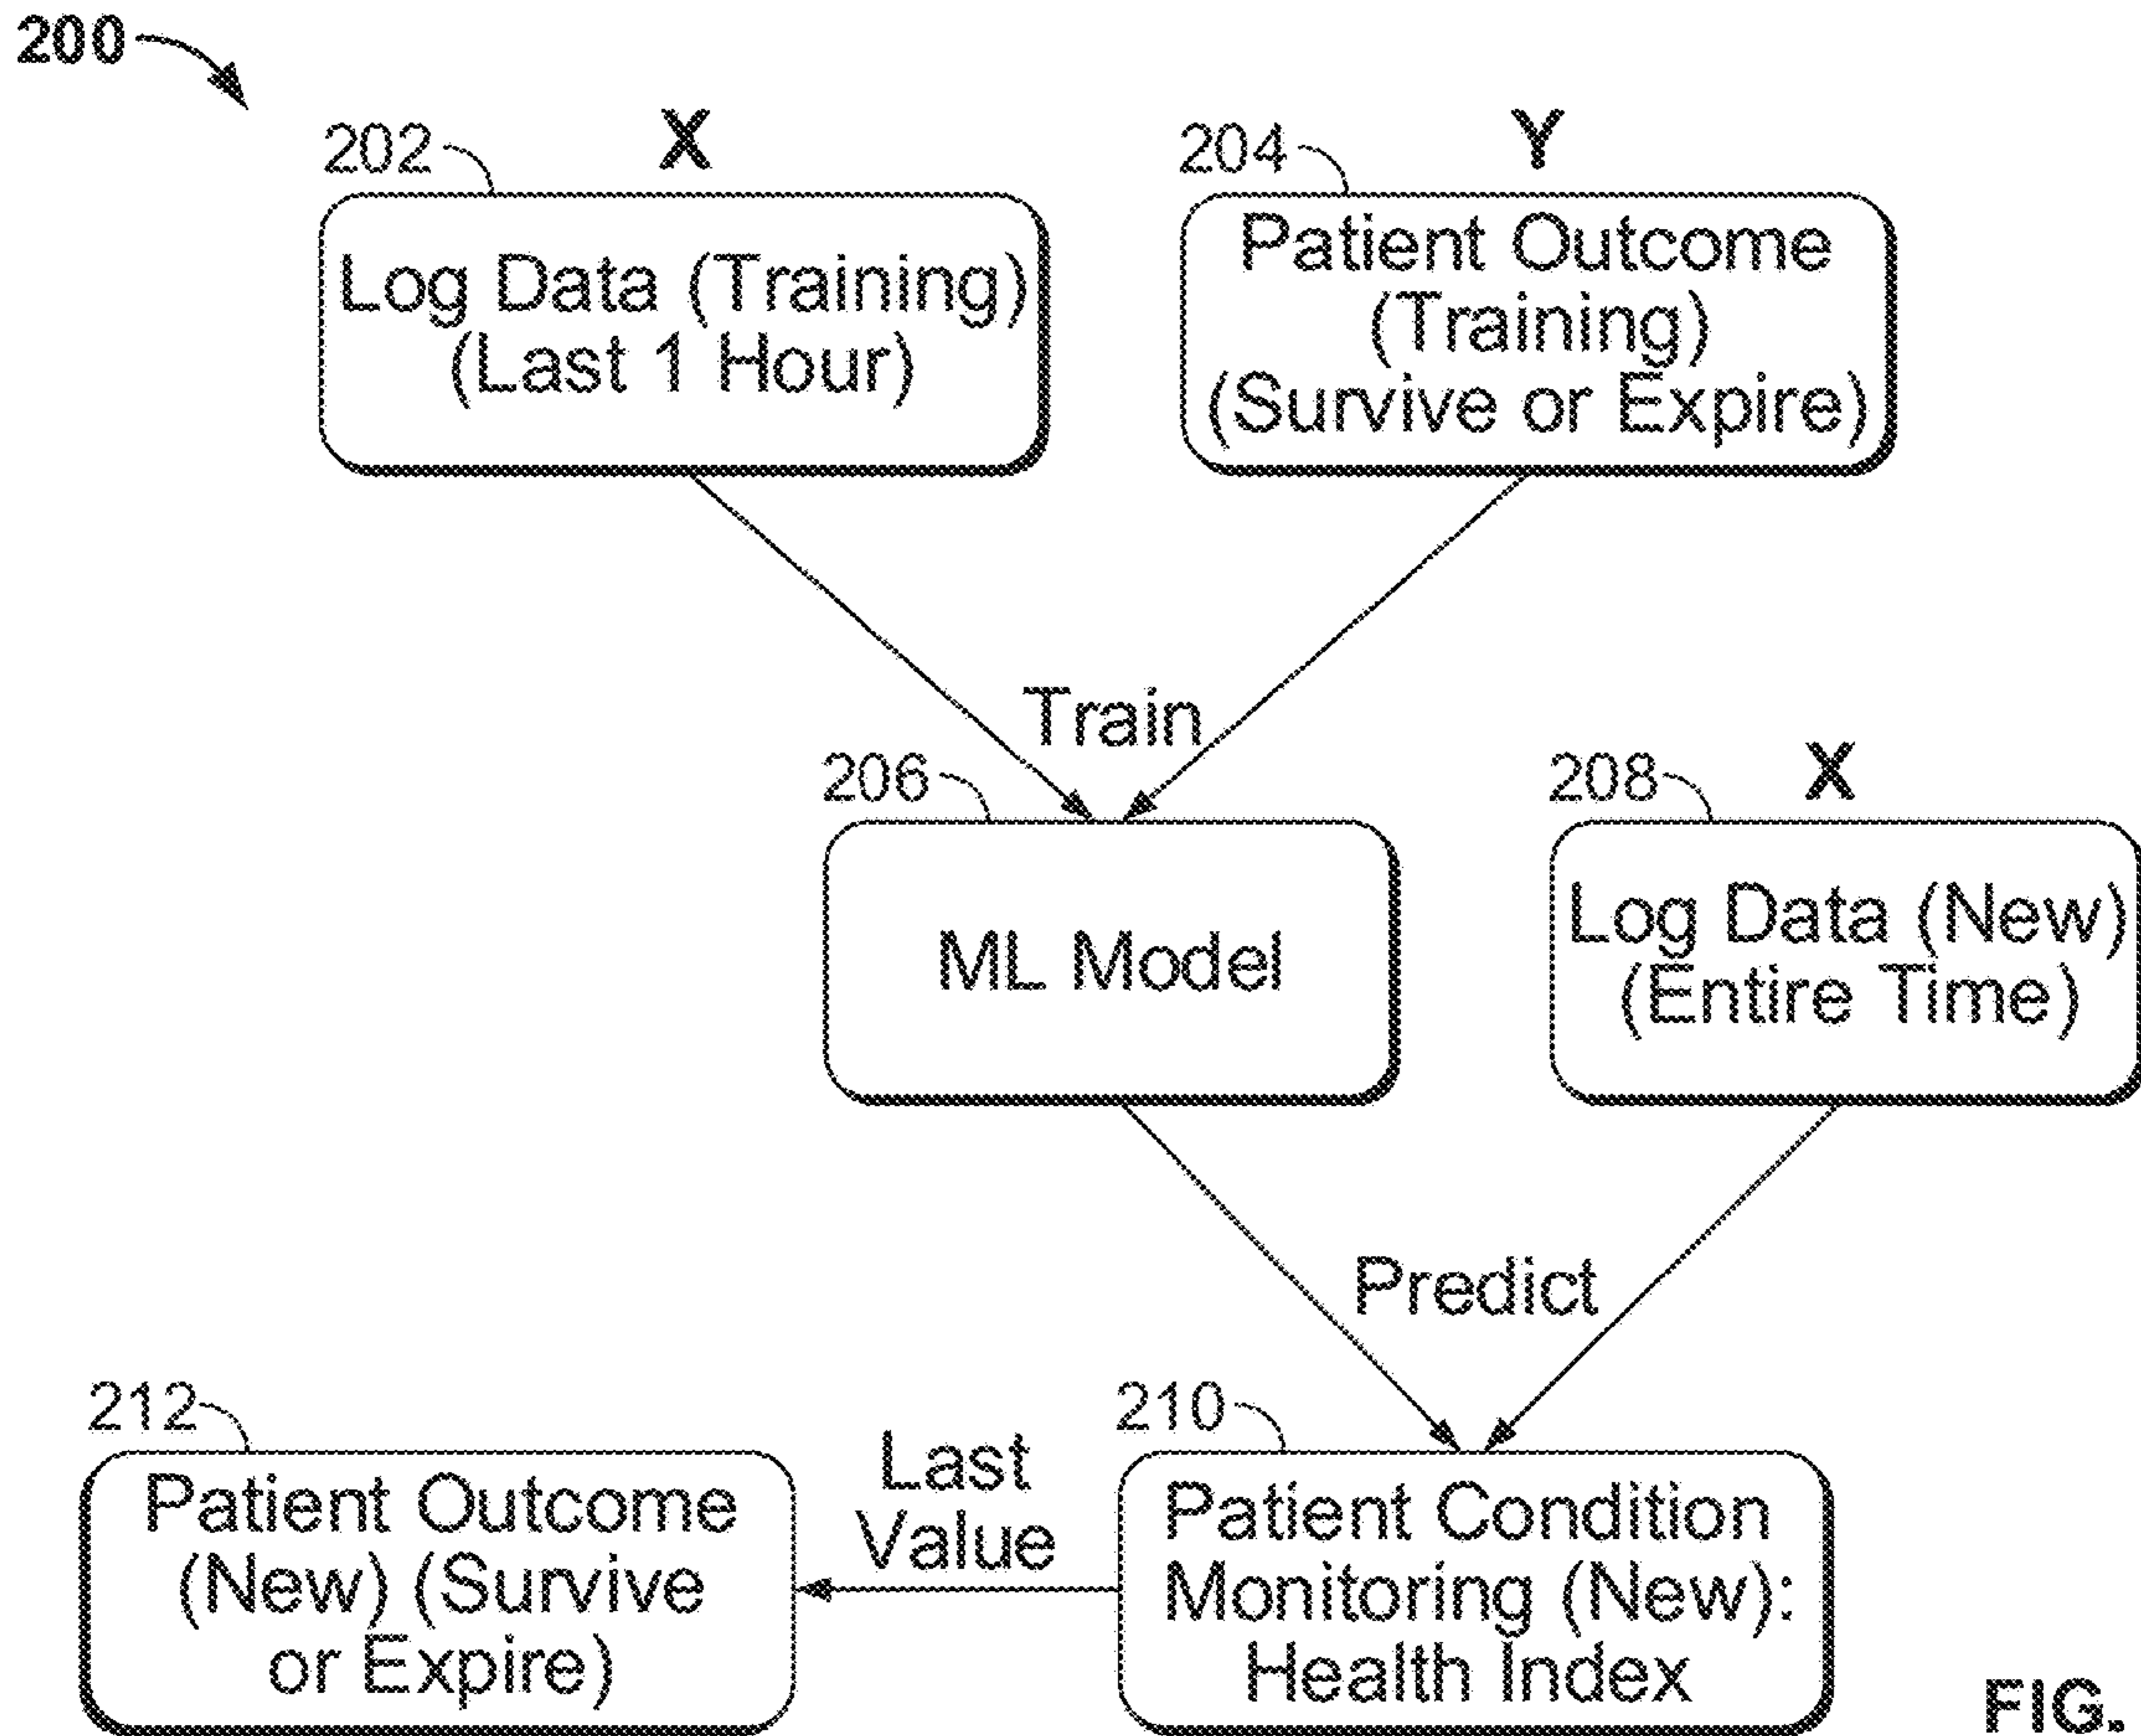 200
202
X
Log Data (Training)
(Last 1 Hour)
204
Y
Patient Outcome
(Training)
(Survive or Expire)
Train
206
ML Model
208
X
Log Data (New)
(Entire Time)
Predict
212
Patient Outcome
(New) (Survive
or Expire)
Last
Value
210
Patient Condition
Monitoring (New):
Health Index
FIG.